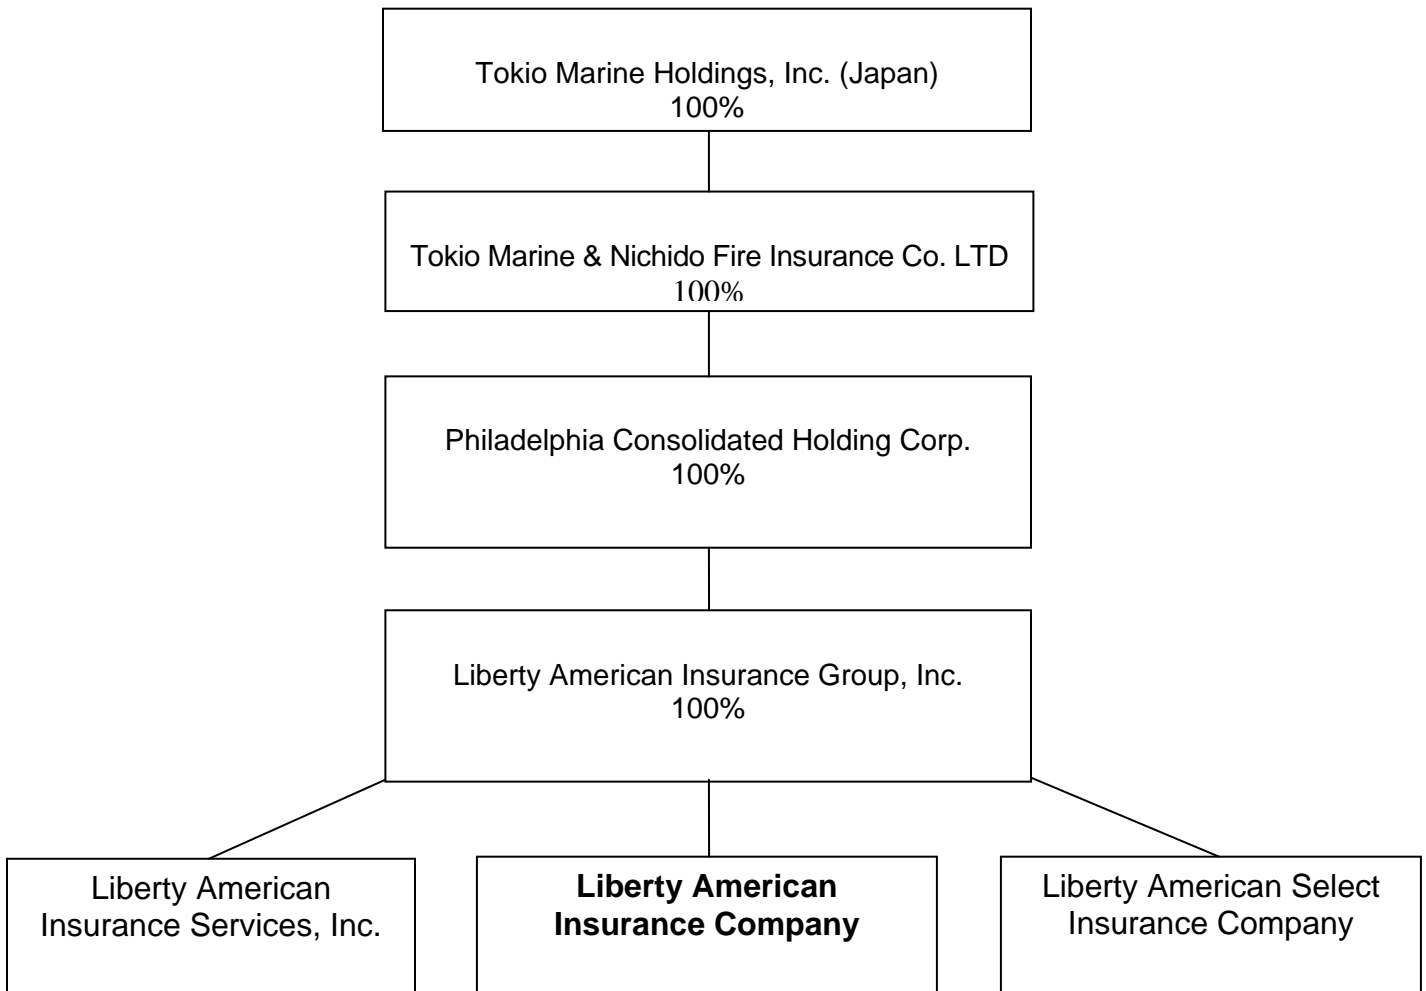 Tokio Marine Holdings, Inc. (Japan)
100%
Tokio Marine & Nichido Fire Insurance Co. LTD
100%
Philadelphia Consolidated Holding Corp.
100%
Liberty American Insurance Group, Inc.
100%
Liberty American
Insurance Services, Inc.
Liberty American
Insurance Company
Liberty American Select
Insurance Company